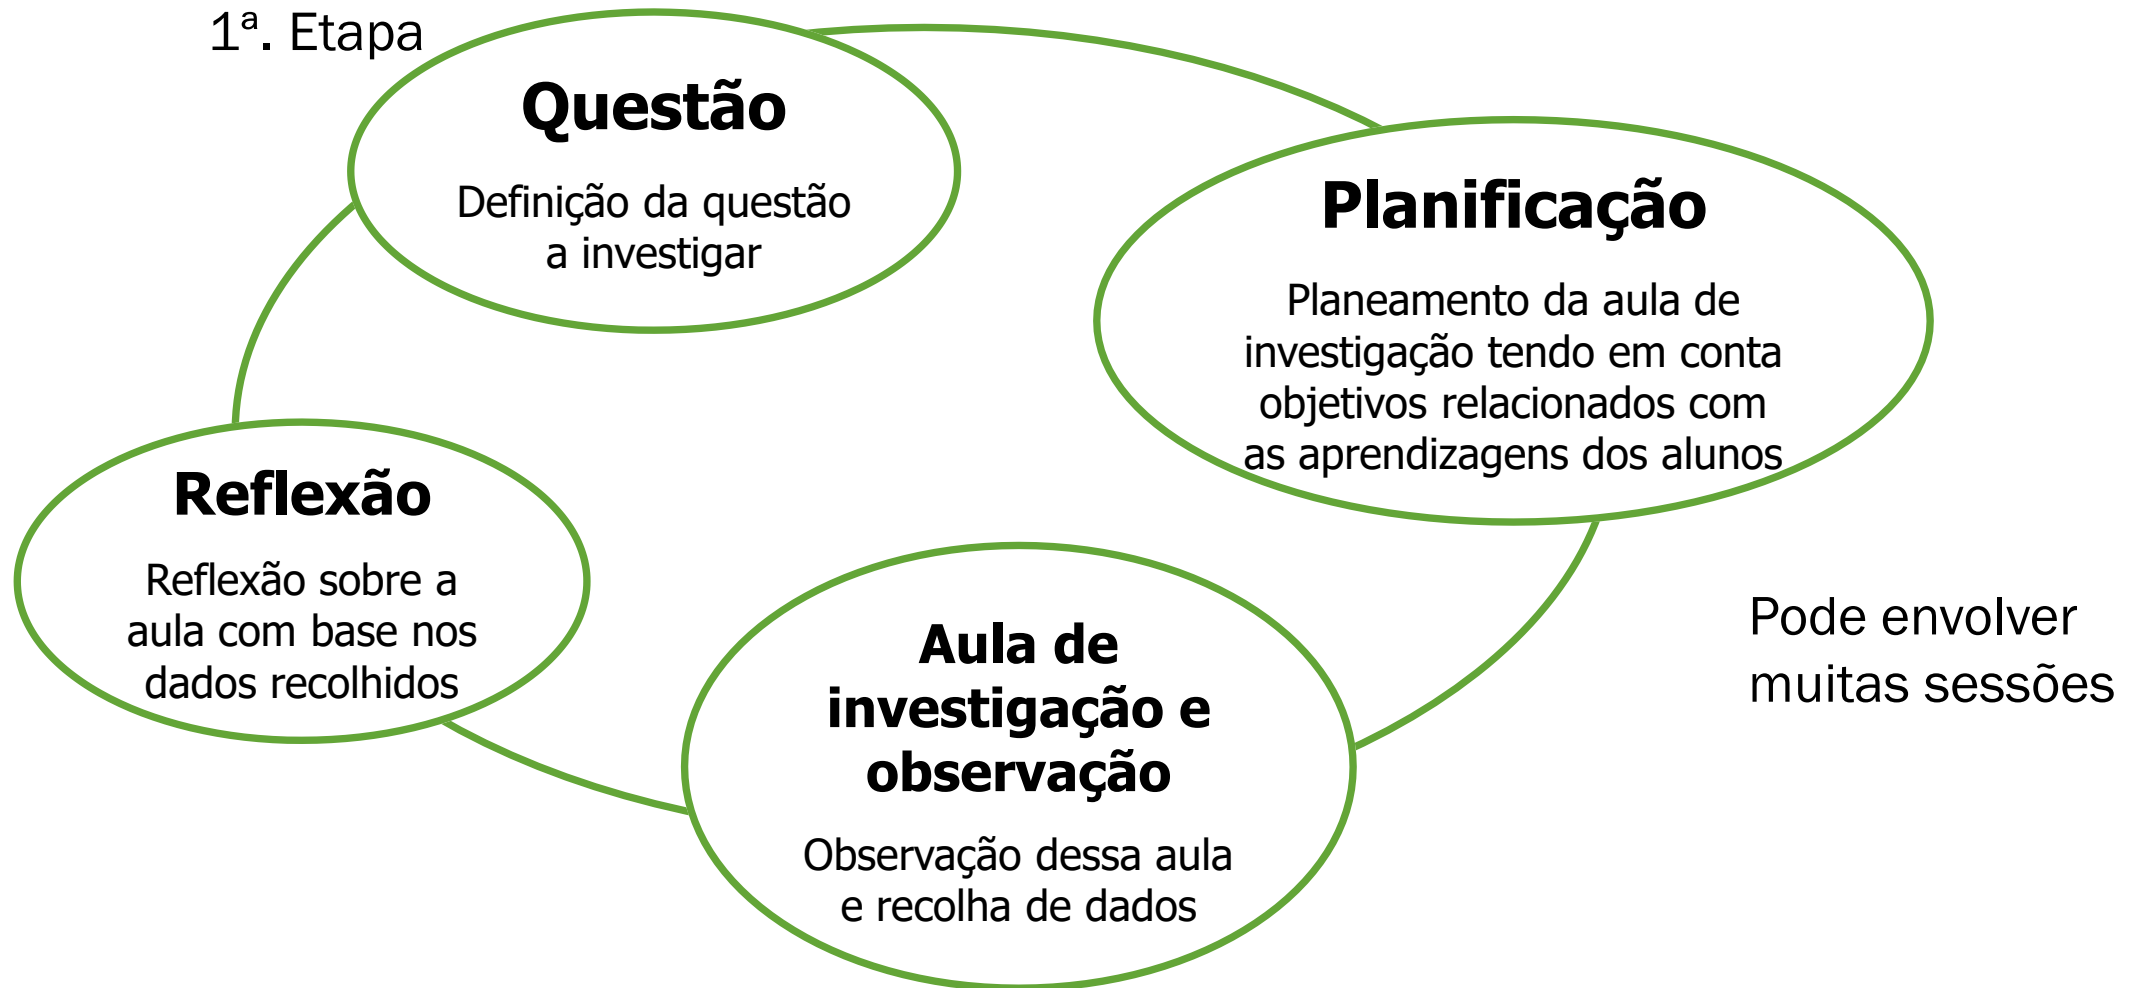 1ª. Etapa
Questão
Definição da questão
a investigar
Planificação
Planeamento da aula de
investigação tendo em conta
objetivos relacionados com
as aprendizagens dos alunos
Pode envolver
muitas sessões
Aula de
investigação e
observação
Observação dessa aula
e recolha de dados
Reflexão
Reflexão sobre a
aula com base nos
dados recolhidos